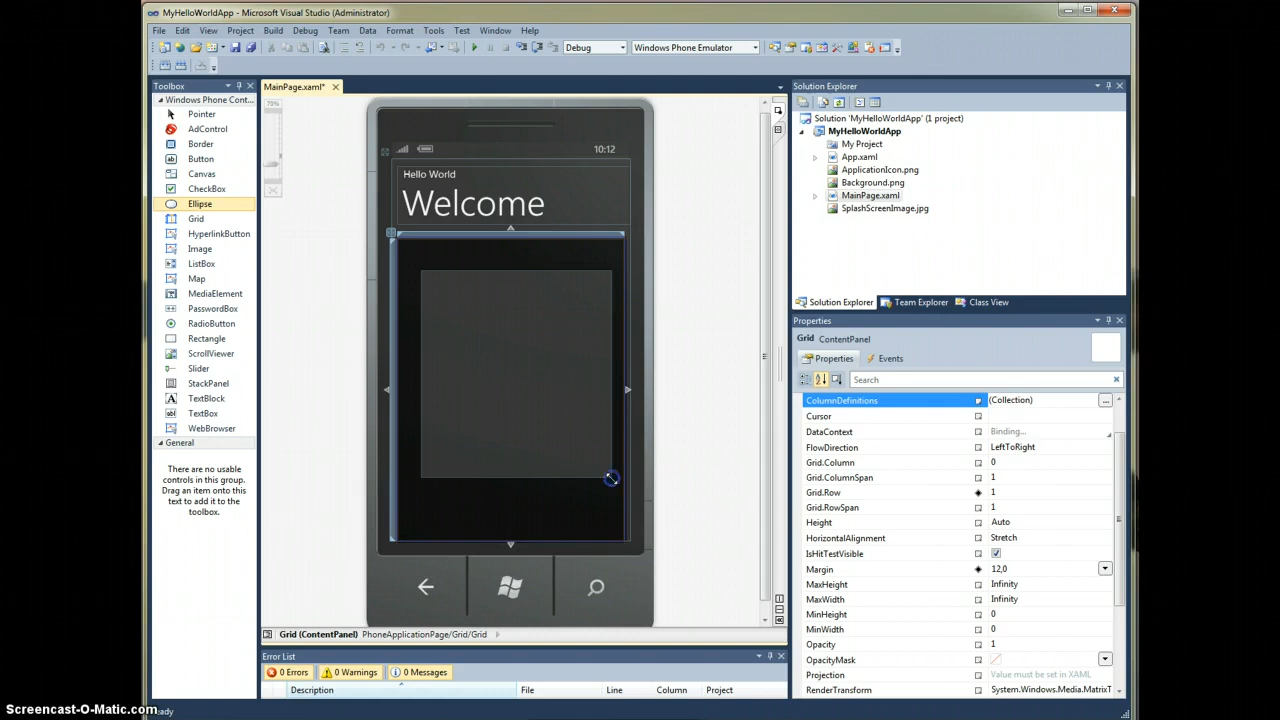 MyHelloWorldApp - Microsoft Visual Studio (Administrator)
File Edit View Project Build Debug Team Data Format Tools Test Window Help
Debug Windows Phone Emulator
Toolbox
Windows Phone Cont...
Pointer
AdControl
Border
Button
Canvas
CheckBox
Ellipse
Grid
HyperlinkButton
Image
ListBox
Map
MediaElement
PasswordBox
RadioButton
Rectangle
ScrollViewer
Slider
StackPanel
TextBlock
TextBox
WebBrowser
General
There are no usable
controls in this group.
Drag an item onto this
text to add it to the
toolbox.
MainPage.xaml*
70%
10:12
Hello World
Welcome
Grid (ContentPanel) PhoneApplicationPage/Grid/Grid
Error List
0 Errors 0 Warnings 0 Messages
Description File Line Column Project
Solution Explorer
Solution 'MyHelloWorldApp' (1 project)
MyHelloWorldApp
My Project
App.xaml
ApplicationIcon.png
Background.png
MainPage.xaml
SplashScreenImage.jpg
Solution Explorer Team Explorer Class View
Properties
Grid ContentPanel
Properties Events
Search
ColumnDefinitions (Collection) ...
Cursor
DataContext Binding...
FlowDirection LeftToRight
Grid.Column 0
Grid.ColumnSpan 1
Grid.Row 1
Grid.RowSpan 1
Height Auto
HorizontalAlignment Stretch
IsHitTestVisible
Margin 12,0
MaxHeight Infinity
MaxWidth Infinity
MinHeight 0
MinWidth 0
Opacity 1
OpacityMask
Projection Value must be set in XAML
RenderTransform System.Windows.Media.MatrixT
Screencast-O-Matic.com